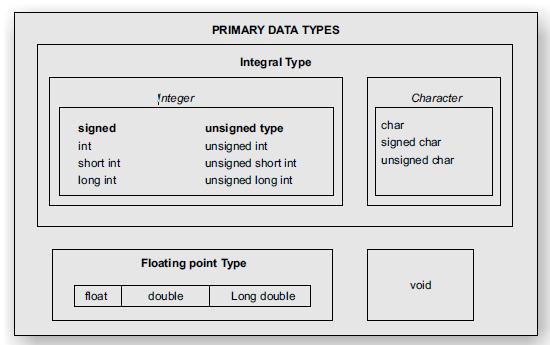 PRIMARY DATA TYPES
Integral Type
Integer
signed unsigned type
int unsigned int
short int unsigned short int
long int unsigned long int
Character
char
signed char
unsigned char
Floating point Type
float double Long double
void